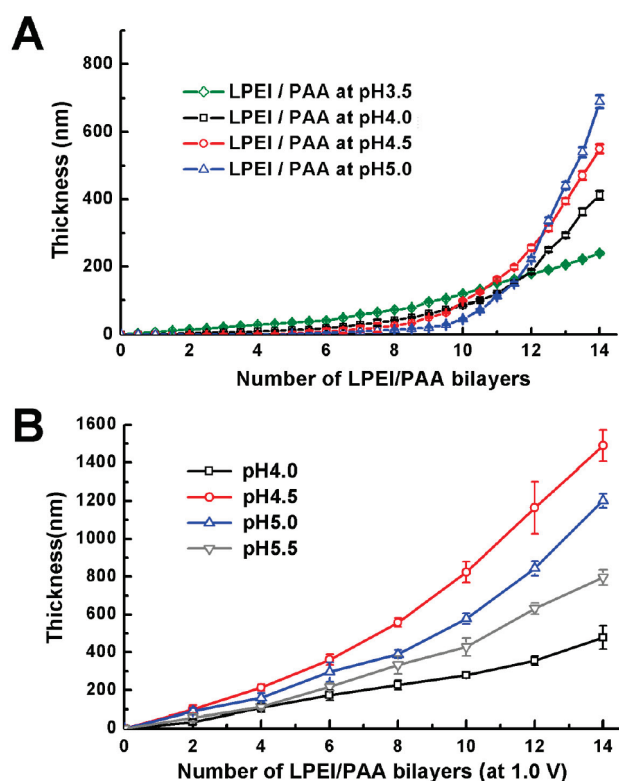 A
800
600
400
200
0
Thickness (nm)
LPEI / PAA at pH3.5
LPEI / PAA at pH4.0
LPEI / PAA at pH4.5
LPEI / PAA at pH5.0
0 2 4 6 8 10 12 14
Number of LPEI/PAA bilayers
B
1600
1400
1200
1000
800
600
400
200
0
Thickness(nm)
pH4.0
pH4.5
pH5.0
pH5.5
0 2 4 6 8 10 12 14
Number of LPEI/PAA bilayers (at 1.0 V)